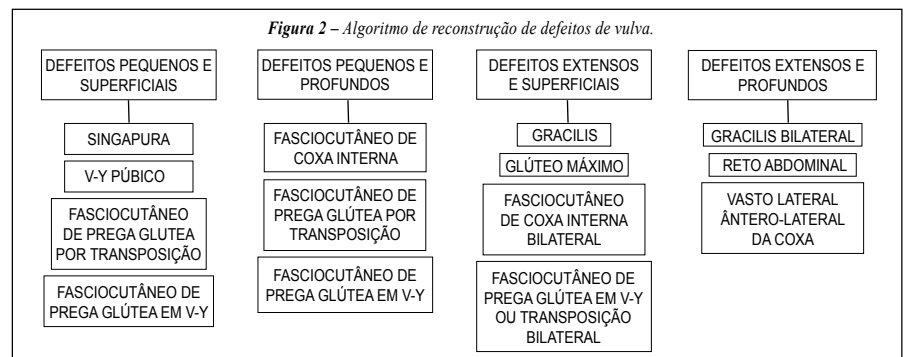 Figura 2 – Algoritmo de reconstrução de defeitos de vulva.
DEFEITOS PEQUENOS E
SUPERFICIAIS
SINGAPURA
V-Y PÚBICO
FASCIOCUTÂNEO
DE PREGA GLUTEA
POR TRANSPOSIÇÃO
FASCIOCUTÂNEO DE
PREGA GLÚTEA EM V-Y
DEFEITOS PEQUENOS E
PROFUNDOS
FASCIOCUTÂNEO DE
COXA INTERNA
FASCIOCUTÂNEO DE
PREGA GLÚTEA POR
TRANSPOSIÇÃO
FASCIOCUTÂNEO DE
PREGA GLÚTEA EM V-Y
DEFEITOS EXTENSOS
E SUPERFICIAIS
GRACILIS
GLÚTEO MÁXIMO
FASCIOCUTÂNEO
DE COXA INTERNA
BILATERAL
FASCIOCUTÂNEO DE
PREGA GLÚTEA EM V-Y
OU TRANSPOSIÇÃO
BILATERAL
DEFEITOS EXTENSOS E
PROFUNDOS
GRACILIS BILATERAL
RETO ABDOMINAL
VASTO LATERAL
ÂNTERO-LATERAL
DA COXA